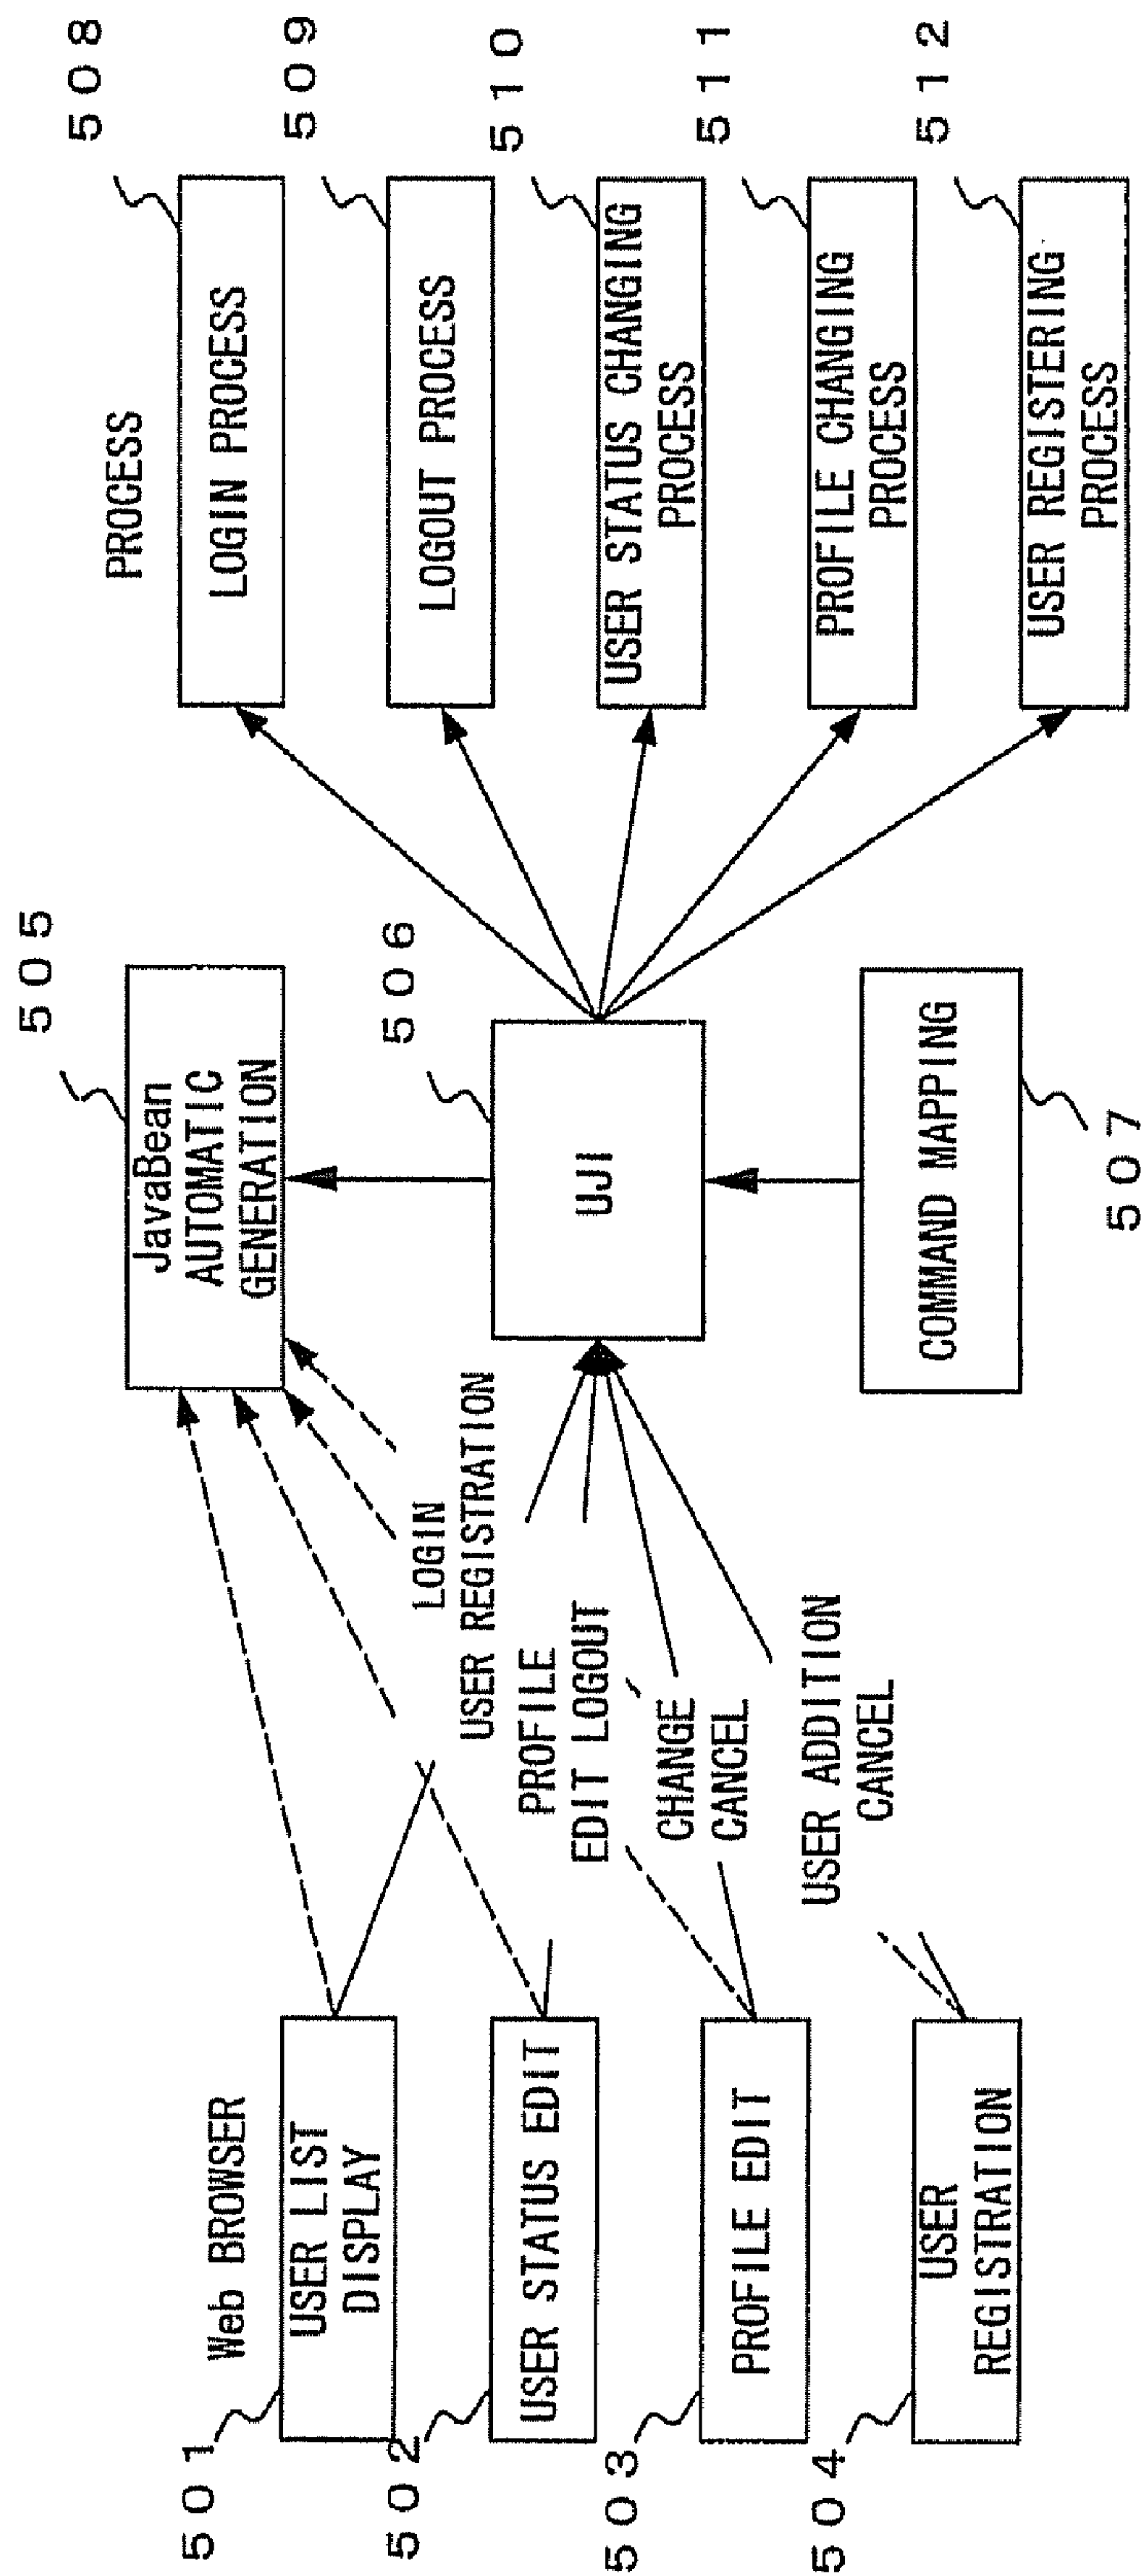 Web BROWSER
501
USER LIST
DISPLAY
502
USER STATUS EDIT
503
PROFILE EDIT
504
USER
REGISTRATION
LOGIN
USER REGISTRATION
PROFILE
EDIT LOGOUT
CHANGE
CANCEL
USER ADDITION
CANCEL
505
JavaBean
AUTOMATIC
GENERATION
506
UJI
COMMAND MAPPING
507
PROCESS
508
LOGIN PROCESS
509
LOGOUT PROCESS
510
USER STATUS CHANGING
PROCESS
511
PROFILE CHANGING
PROCESS
512
USER REGISTERING
PROCESS